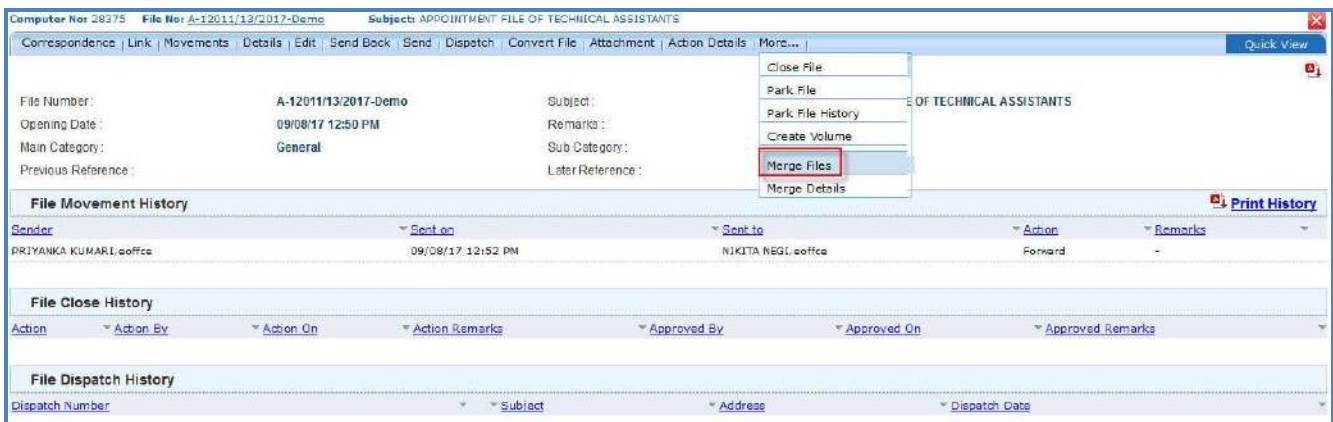 Computer No: 28375 File No: A-12011/13/2017-Demo Subject: APPOINTMENT FILE OF TECHNICAL ASSISTANTS
Correspondence | Link | Movements | Details | Edit | Send Back | Send | Dispatch | Convert File | Attachment | Action Details | More... |
Quick View
Close File
Park File
Park File History
Create Volume
Merge Files
Merge Details
File Number: A-12011/13/2017-Demo Subject: E OF TECHNICAL ASSISTANTS
Opening Date: 09/08/17 12:50 PM Remarks:
Main Category: General Sub Category:
Previous Reference: Later Reference:
File Movement History Print History
Sender Sent on Sent to Action Remarks
PRIYANKA KUMARI,eoffce 09/08/17 12:52 PM NIKITA NEGI,eoffce Forward -
File Close History
Action Action By Action On Action Remarks Approved By Approved On Approved Remarks
File Dispatch History
Dispatch Number Subject Address Dispatch Date